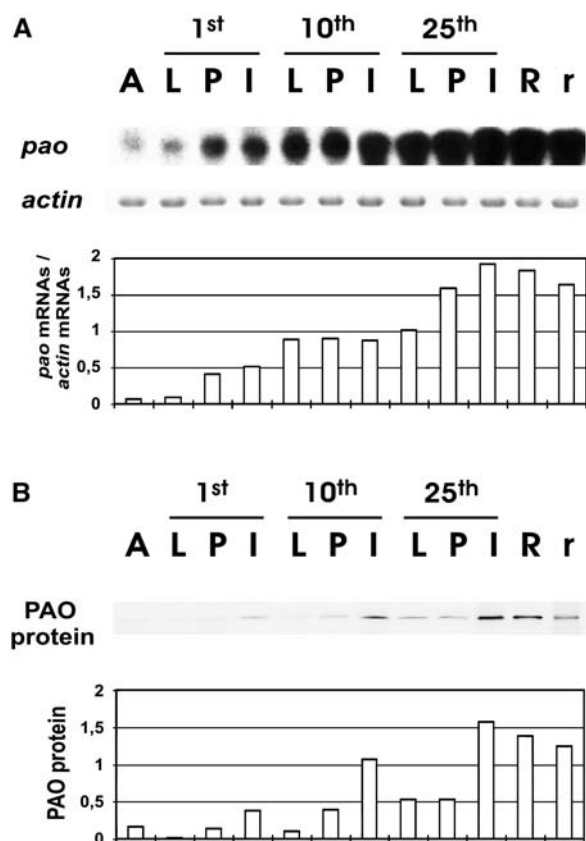 A
1st 10th 25th
A L P I L P I L P I R r
pao
actin
2
1,5
1
0,5
0
pao mRNAs /
actin mRNAs
B
1st 10th 25th
A L P I L P I L P I R r
PAO
protein
2
1,5
1
0,5
0
PAO protein